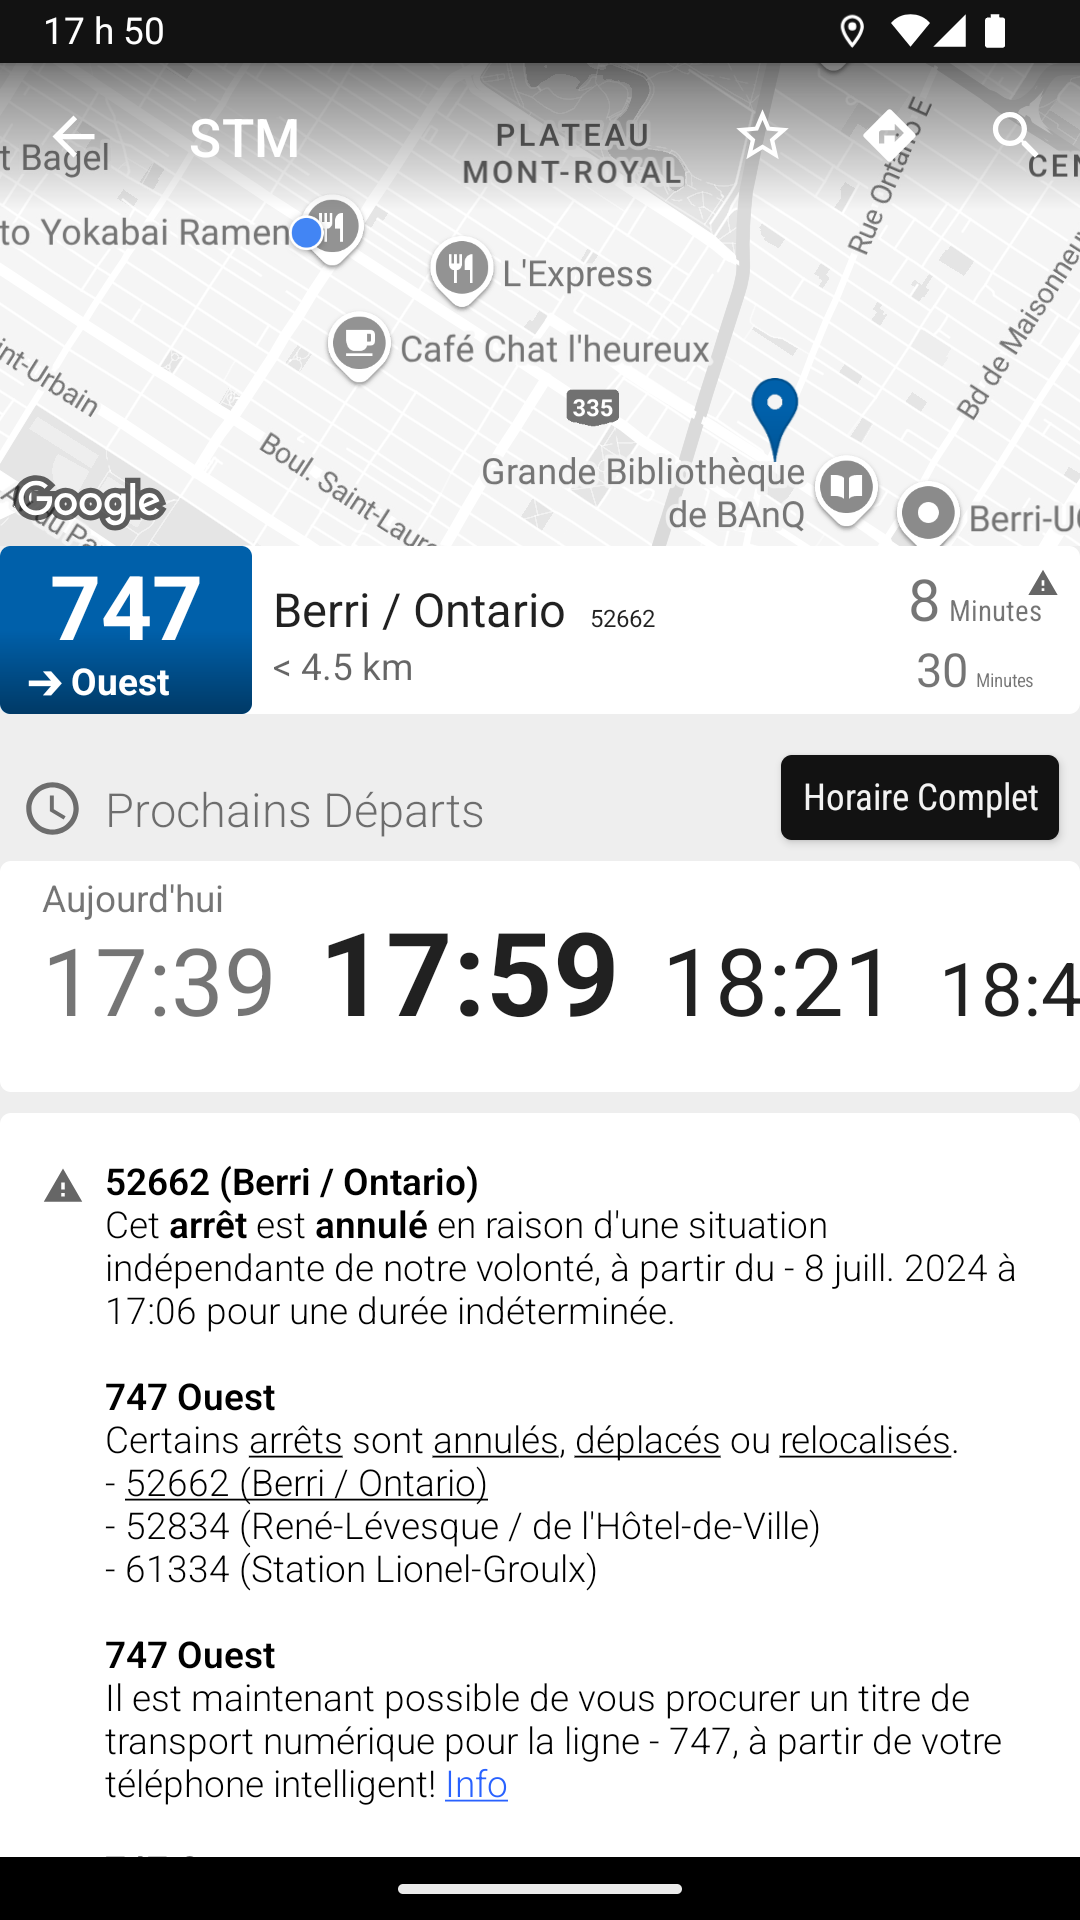 17 h 50
STM
PLATEAU
MONT-ROYAL
t Bagel
Rue Ontario E
CEN
to Yokabai Ramen
L'Express
Café Chat l'heureux
Bd de Maisonneu
int-Urbain
335
Boul. Saint-Laure
Grande Bibliothèque
de BAnQ
Berri-U
Google
747
Ouest
Berri / Ontario 52662
< 4.5 km
8 Minutes
30 Minutes
Prochains Départs
Horaire Complet
Aujourd'hui
17:39 17:59 18:21 18:4
52662 (Berri / Ontario)
Cet arrêt est annulé en raison d'une situation
indépendante de notre volonté, à partir du - 8 juill. 2024 à
17:06 pour une durée indéterminée.
747 Ouest
Certains arrêts sont annulés, déplacés ou relocalisés.
- 52662 (Berri / Ontario)
- 52834 (René-Lévesque / de l'Hôtel-de-Ville)
- 61334 (Station Lionel-Groulx)
747 Ouest
Il est maintenant possible de vous procurer un titre de
transport numérique pour la ligne - 747, à partir de votre
téléphone intelligent! Info